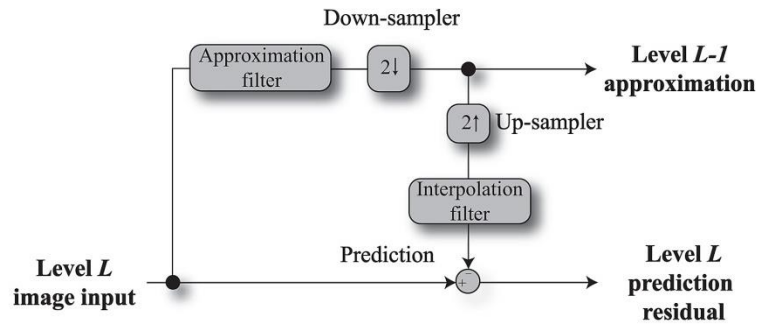 Down-sampler
Approximation
filter
2↓
Level L-1
approximation
2↑
Up-sampler
Interpolation
filter
Prediction
Level L
image input
−
+
Level L
prediction
residual